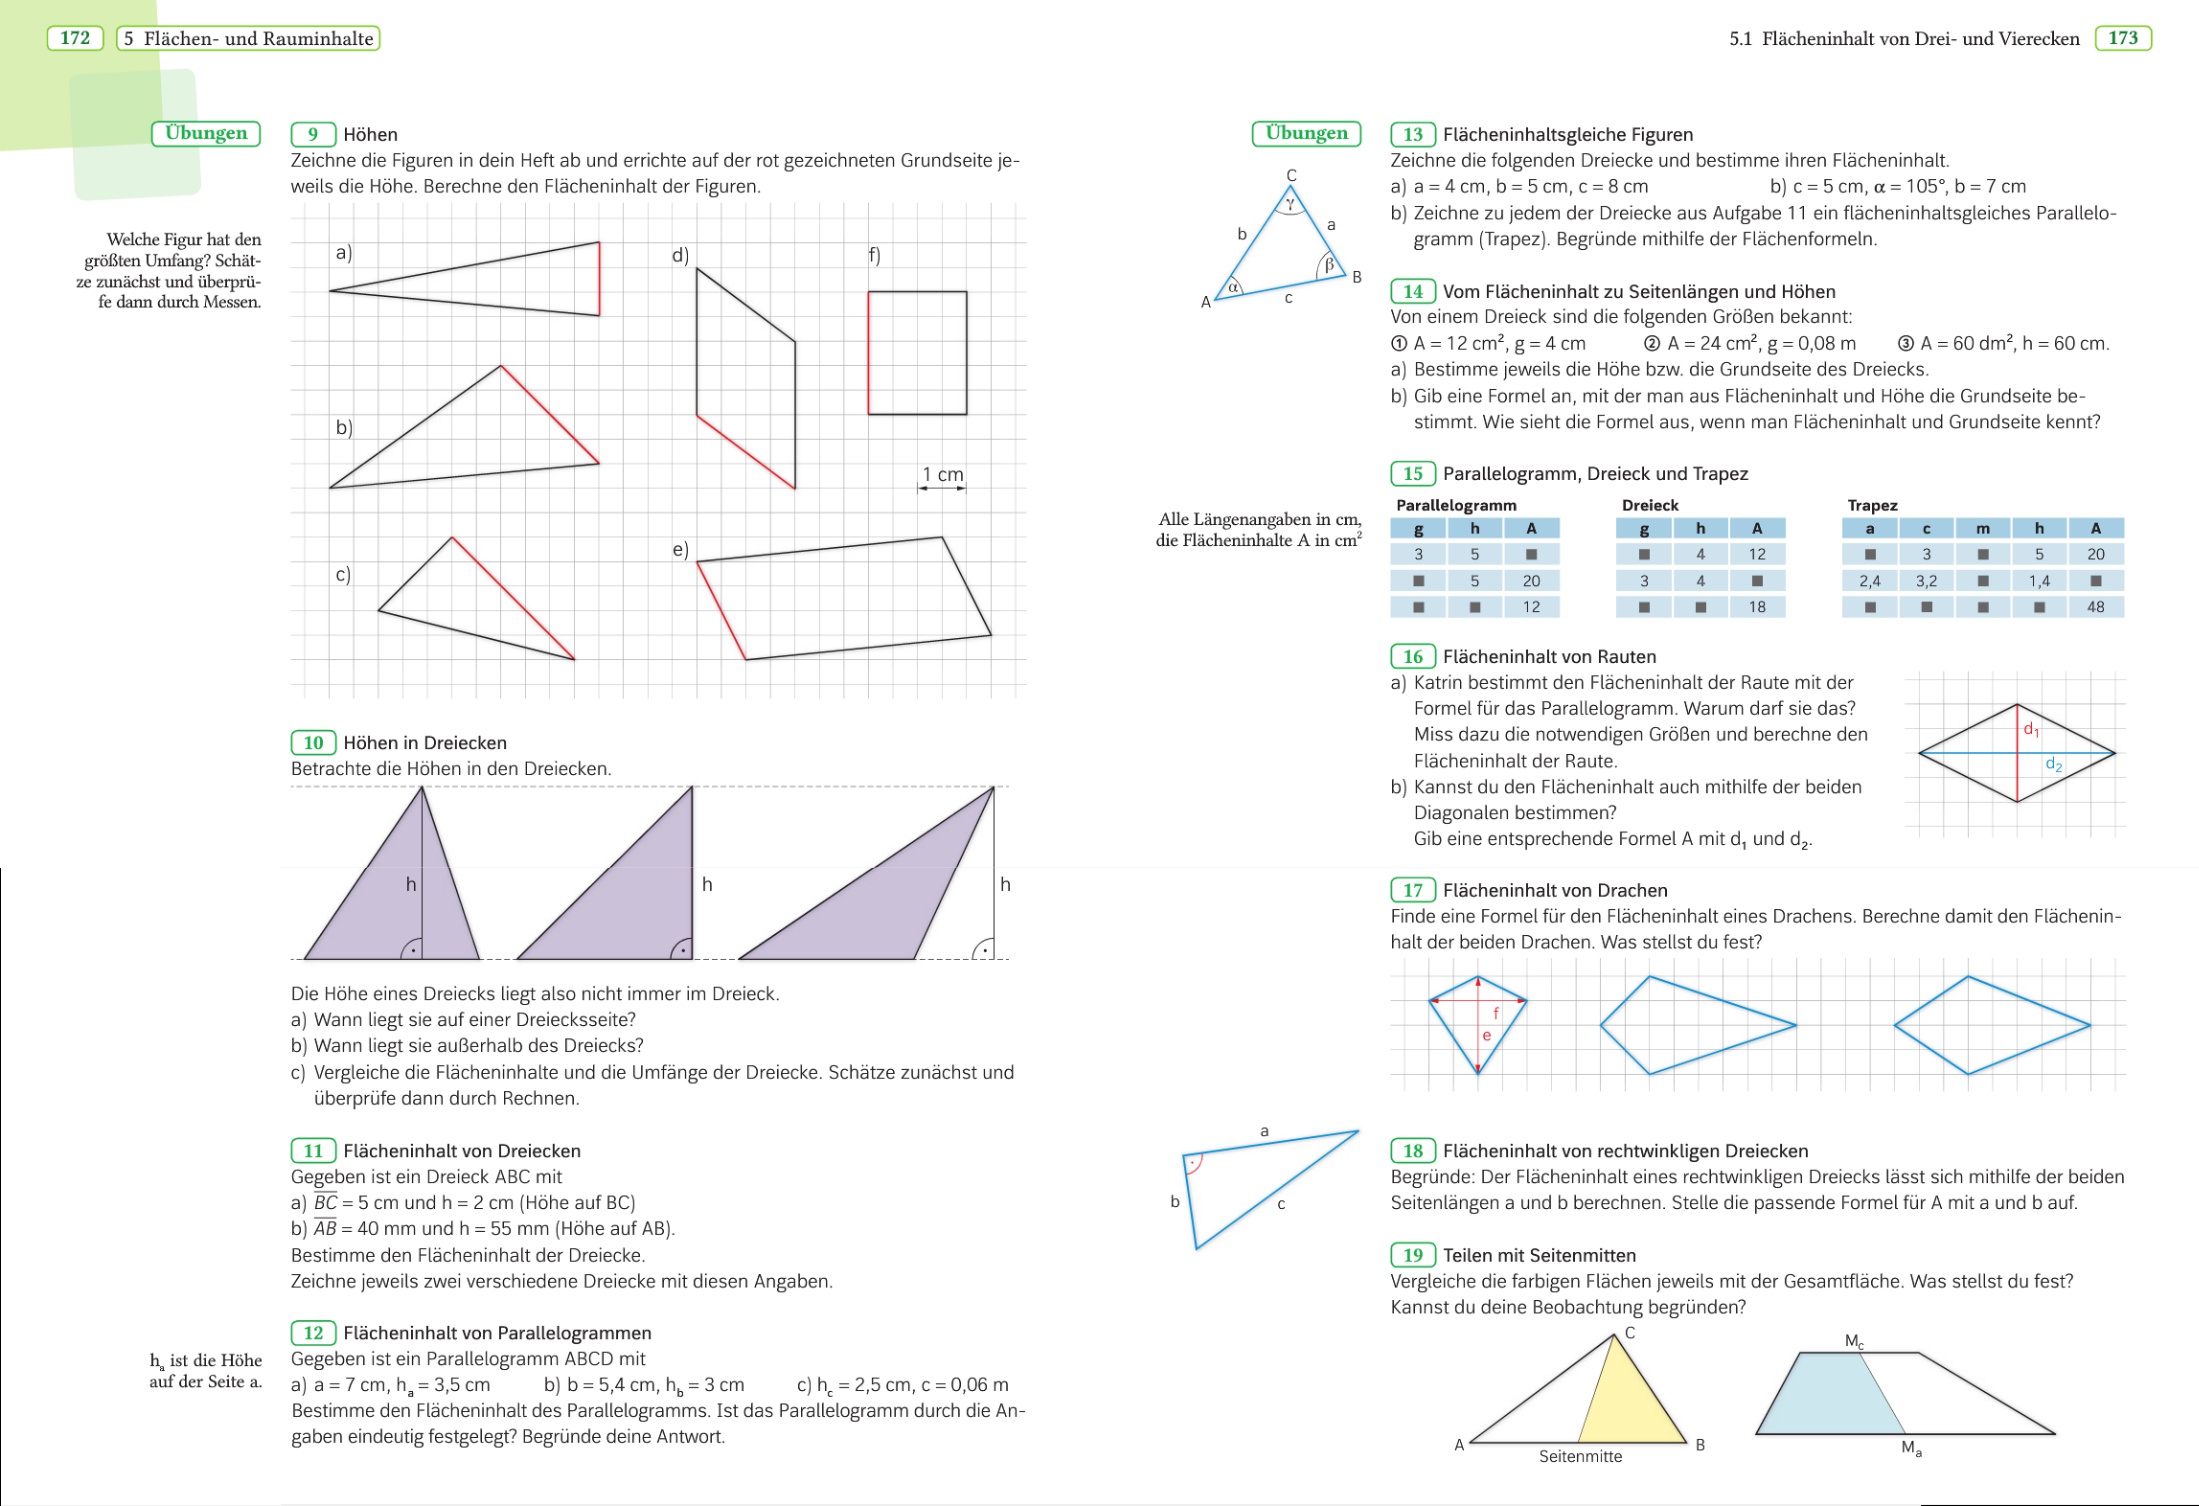 172 5 Flächen- und Rauminhalte
Übungen
9 Höhen
Zeichne die Figuren in dein Heft ab und errichte auf der rot gezeichneten Grundseite je-
weils die Höhe. Berechne den Flächeninhalt der Figuren.
Welche Figur hat den
größten Umfang? Schät-
ze zunächst und überprü-
fe dann durch Messen.
a)
d)
f)
b)
1 cm
c)
e)
10 Höhen in Dreiecken
Betrachte die Höhen in den Dreiecken.
h
h
h
Die Höhe eines Dreiecks liegt also nicht immer im Dreieck.
a) Wann liegt sie auf einer Dreiecksseite?
b) Wann liegt sie außerhalb des Dreiecks?
c) Vergleiche die Flächeninhalte und die Umfänge der Dreiecke. Schätze zunächst und
überprüfe dann durch Rechnen.
11 Flächeninhalt von Dreiecken
Gegeben ist ein Dreieck ABC mit
a) B̅C̅ = 5 cm und h = 2 cm (Höhe auf BC)
b) A̅B̅ = 40 mm und h = 55 mm (Höhe auf AB).
Bestimme den Flächeninhalt der Dreiecke.
Zeichne jeweils zwei verschiedene Dreiecke mit diesen Angaben.
12 Flächeninhalt von Parallelogrammen
hₐ ist die Höhe
auf der Seite a.
Gegeben ist ein Parallelogramm ABCD mit
a) a = 7 cm, hₐ = 3,5 cm b) b = 5,4 cm, h_b = 3 cm c) h_c = 2,5 cm, c = 0,06 m
Bestimme den Flächeninhalt des Parallelogramms. Ist das Parallelogramm durch die An-
gaben eindeutig festgelegt? Begründe deine Antwort.
5.1 Flächeninhalt von Drei- und Vierecken 173
Übungen
13 Flächeninhaltsgleiche Figuren
Zeichne die folgenden Dreiecke und bestimme ihren Flächeninhalt.
a) a = 4 cm, b = 5 cm, c = 8 cm b) c = 5 cm, α = 105°, b = 7 cm
b) Zeichne zu jedem der Dreiecke aus Aufgabe 11 ein flächeninhaltsgleiches Parallelo-
gramm (Trapez). Begründe mithilfe der Flächenformeln.
C
γ
b
a
β
B
α
A
c
14 Vom Flächeninhalt zu Seitenlängen und Höhen
Von einem Dreieck sind die folgenden Größen bekannt:
① A = 12 cm², g = 4 cm ② A = 24 cm², g = 0,08 m ③ A = 60 dm², h = 60 cm.
a) Bestimme jeweils die Höhe bzw. die Grundseite des Dreiecks.
b) Gib eine Formel an, mit der man aus Flächeninhalt und Höhe die Grundseite be-
stimmt. Wie sieht die Formel aus, wenn man Flächeninhalt und Grundseite kennt?
15 Parallelogramm, Dreieck und Trapez
Alle Längenangaben in cm,
die Flächeninhalte A in cm²
Parallelogramm Dreieck Trapez
g h A g h A a c m h A
3 5 ■ ■ 4 12 ■ 3 ■ 5 20
■ 5 20 3 4 ■ 2,4 3,2 ■ 1,4 ■
■ ■ 12 ■ ■ 18 ■ ■ ■ ■ 48
16 Flächeninhalt von Rauten
a) Katrin bestimmt den Flächeninhalt der Raute mit der
Formel für das Parallelogramm. Warum darf sie das?
Miss dazu die notwendigen Größen und berechne den
Flächeninhalt der Raute.
b) Kannst du den Flächeninhalt auch mithilfe der beiden
Diagonalen bestimmen?
Gib eine entsprechende Formel A mit d₁ und d₂.
d₁
d₂
17 Flächeninhalt von Drachen
Finde eine Formel für den Flächeninhalt eines Drachens. Berechne damit den Flächenin-
halt der beiden Drachen. Was stellst du fest?
f
e
18 Flächeninhalt von rechtwinkligen Dreiecken
Begründe: Der Flächeninhalt eines rechtwinkligen Dreiecks lässt sich mithilfe der beiden
Seitenlängen a und b berechnen. Stelle die passende Formel für A mit a und b auf.
a
b
c
19 Teilen mit Seitenmitten
Vergleiche die farbigen Flächen jeweils mit der Gesamtfläche. Was stellst du fest?
Kannst du deine Beobachtung begründen?
C
A
B
Seitenmitte
M_c
Mₐ